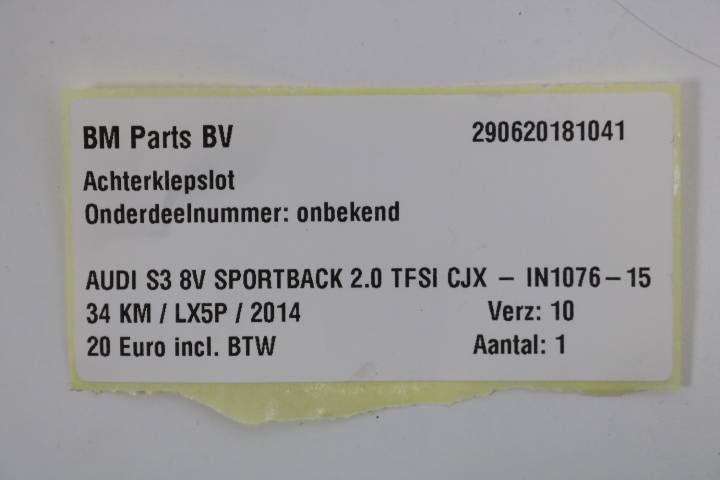 BM Parts BV 290620181041
Achterklepslot
Onderdeelnummer: onbekend
AUDI S3 8V SPORTBACK 2.0 TFSI CJX – IN1076–15
34 KM / LX5P / 2014 Verz: 10
20 Euro incl. BTW Aantal: 1